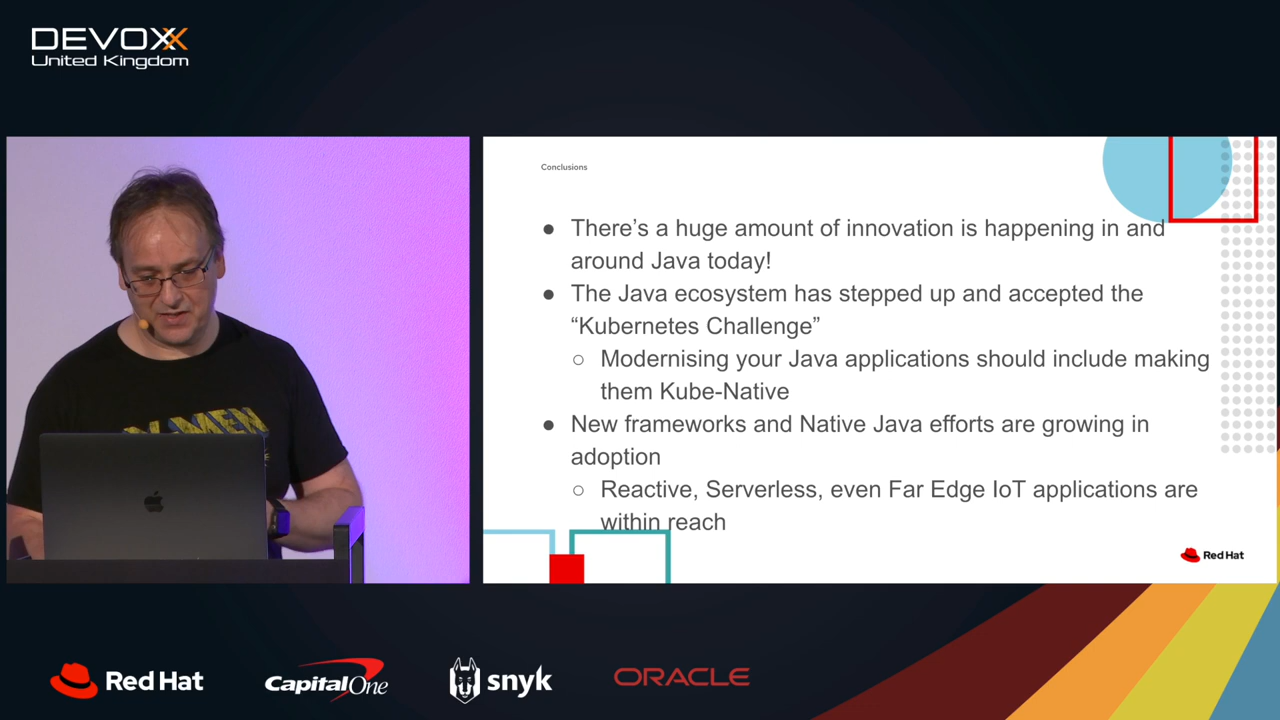 DEVOXX
United Kingdom
Conclusions
● There’s a huge amount of innovation is happening in and
around Java today!
● The Java ecosystem has stepped up and accepted the
“Kubernetes Challenge”
○ Modernising your Java applications should include making
them Kube-Native
● New frameworks and Native Java efforts are growing in
adoption
○ Reactive, Serverless, even Far Edge IoT applications are
within reach
Red Hat
Red Hat
CapitalOne
snyk
ORACLE